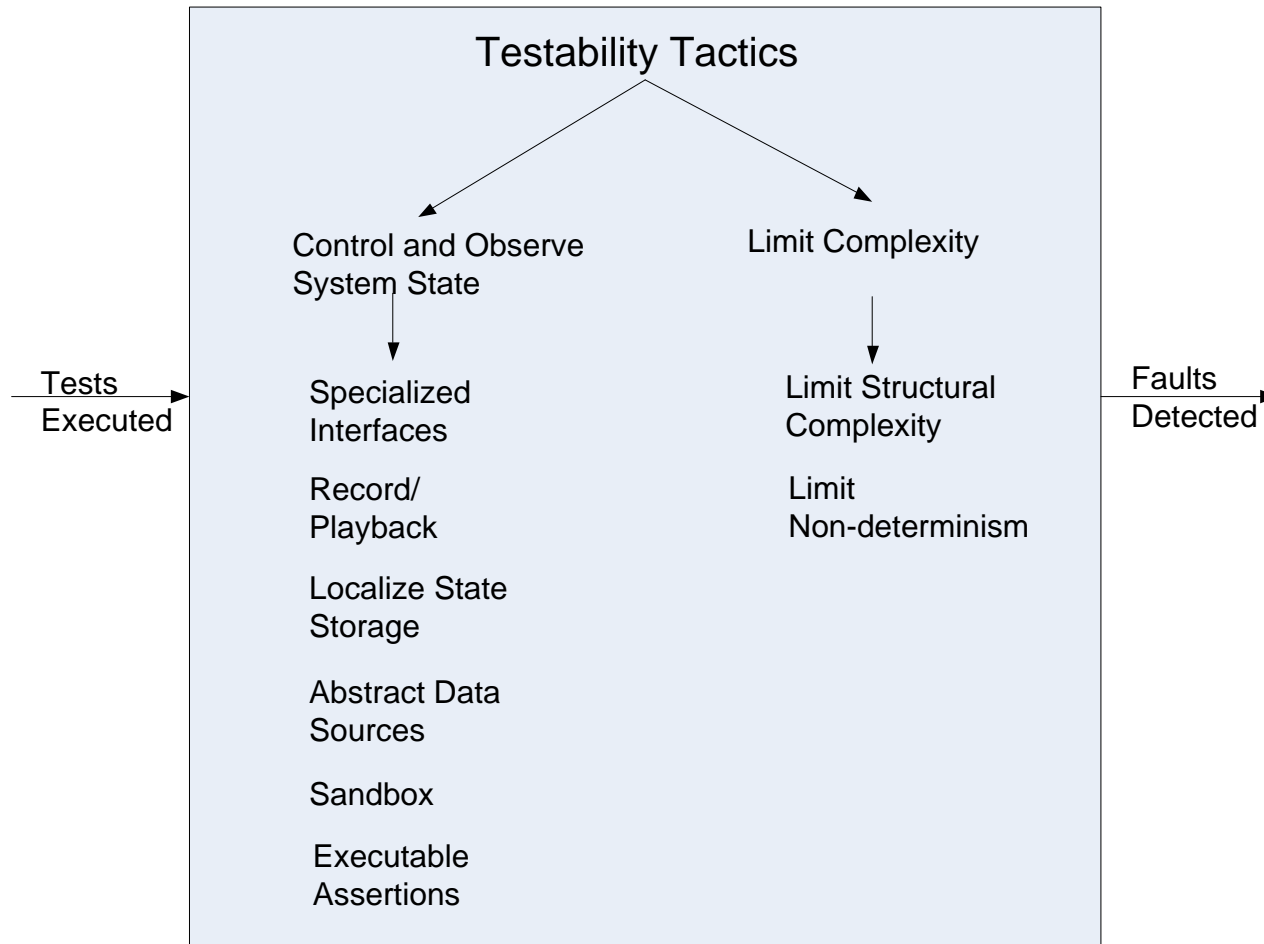 Testability Tactics
Control and Observe
System State
Limit Complexity
Tests
Executed
Specialized
Interfaces
Record/
Playback
Localize State
Storage
Abstract Data
Sources
Sandbox
Executable
Assertions
Limit Structural
Complexity
Limit
Non-determinism
Faults
Detected